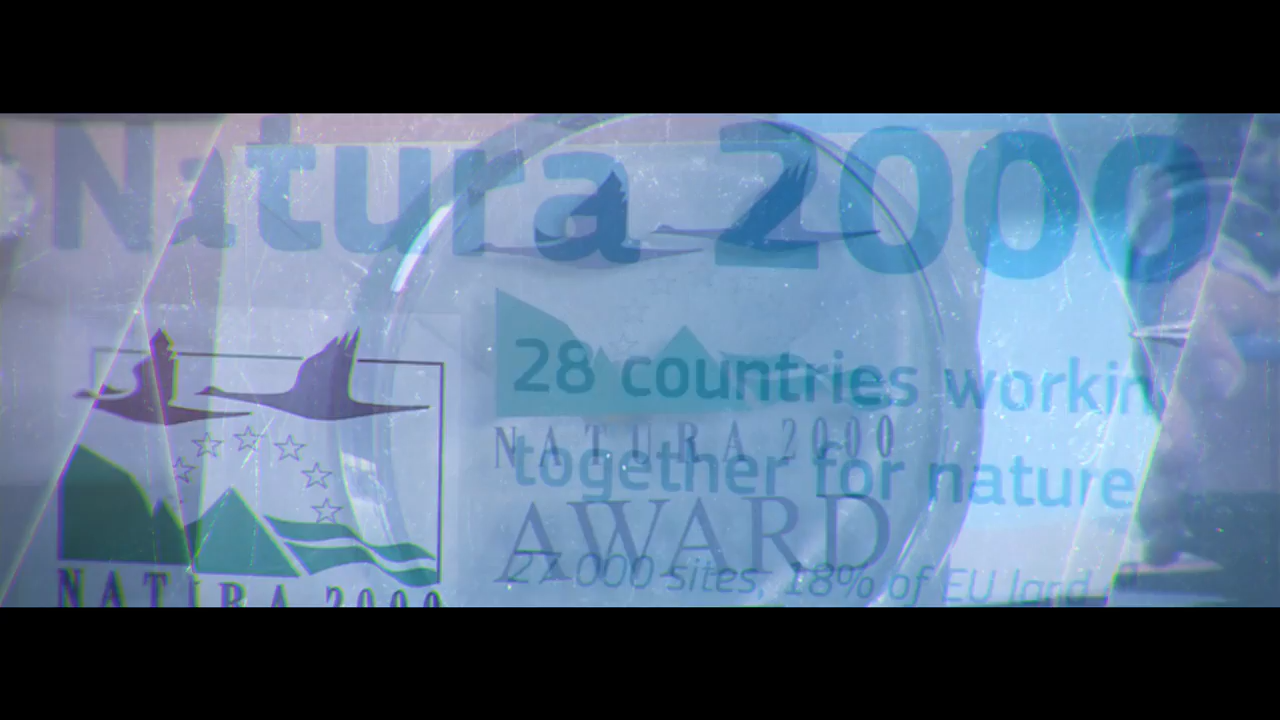 Natura 2000
28 countries workin
NATURA 2000
together for nature
AWARD
27 000 sites, 18% of EU land
NATURA 2000